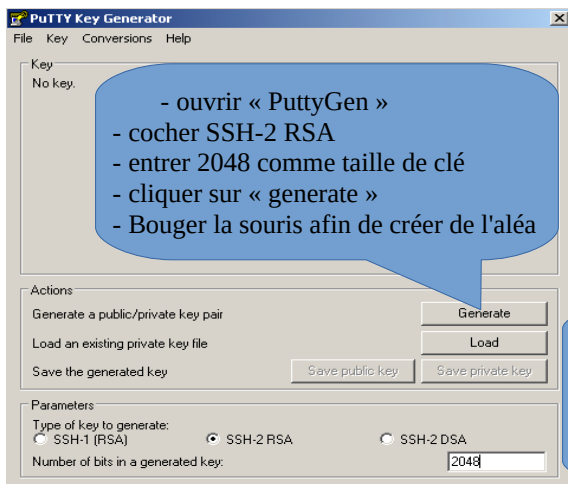 PuTTY Key Generator
File Key Conversions Help
Key
No key.
- ouvrir « PuttyGen »
- cocher SSH-2 RSA
- entrer 2048 comme taille de clé
- cliquer sur « generate »
- Bouger la souris afin de créer de l'aléa
Actions
Generate a public/private key pair
Generate
Load an existing private key file
Load
Save the generated key
Save public key
Save private key
Parameters
Type of key to generate:
SSH-1 (RSA)
SSH-2 RSA
SSH-2 DSA
Number of bits in a generated key:
2048